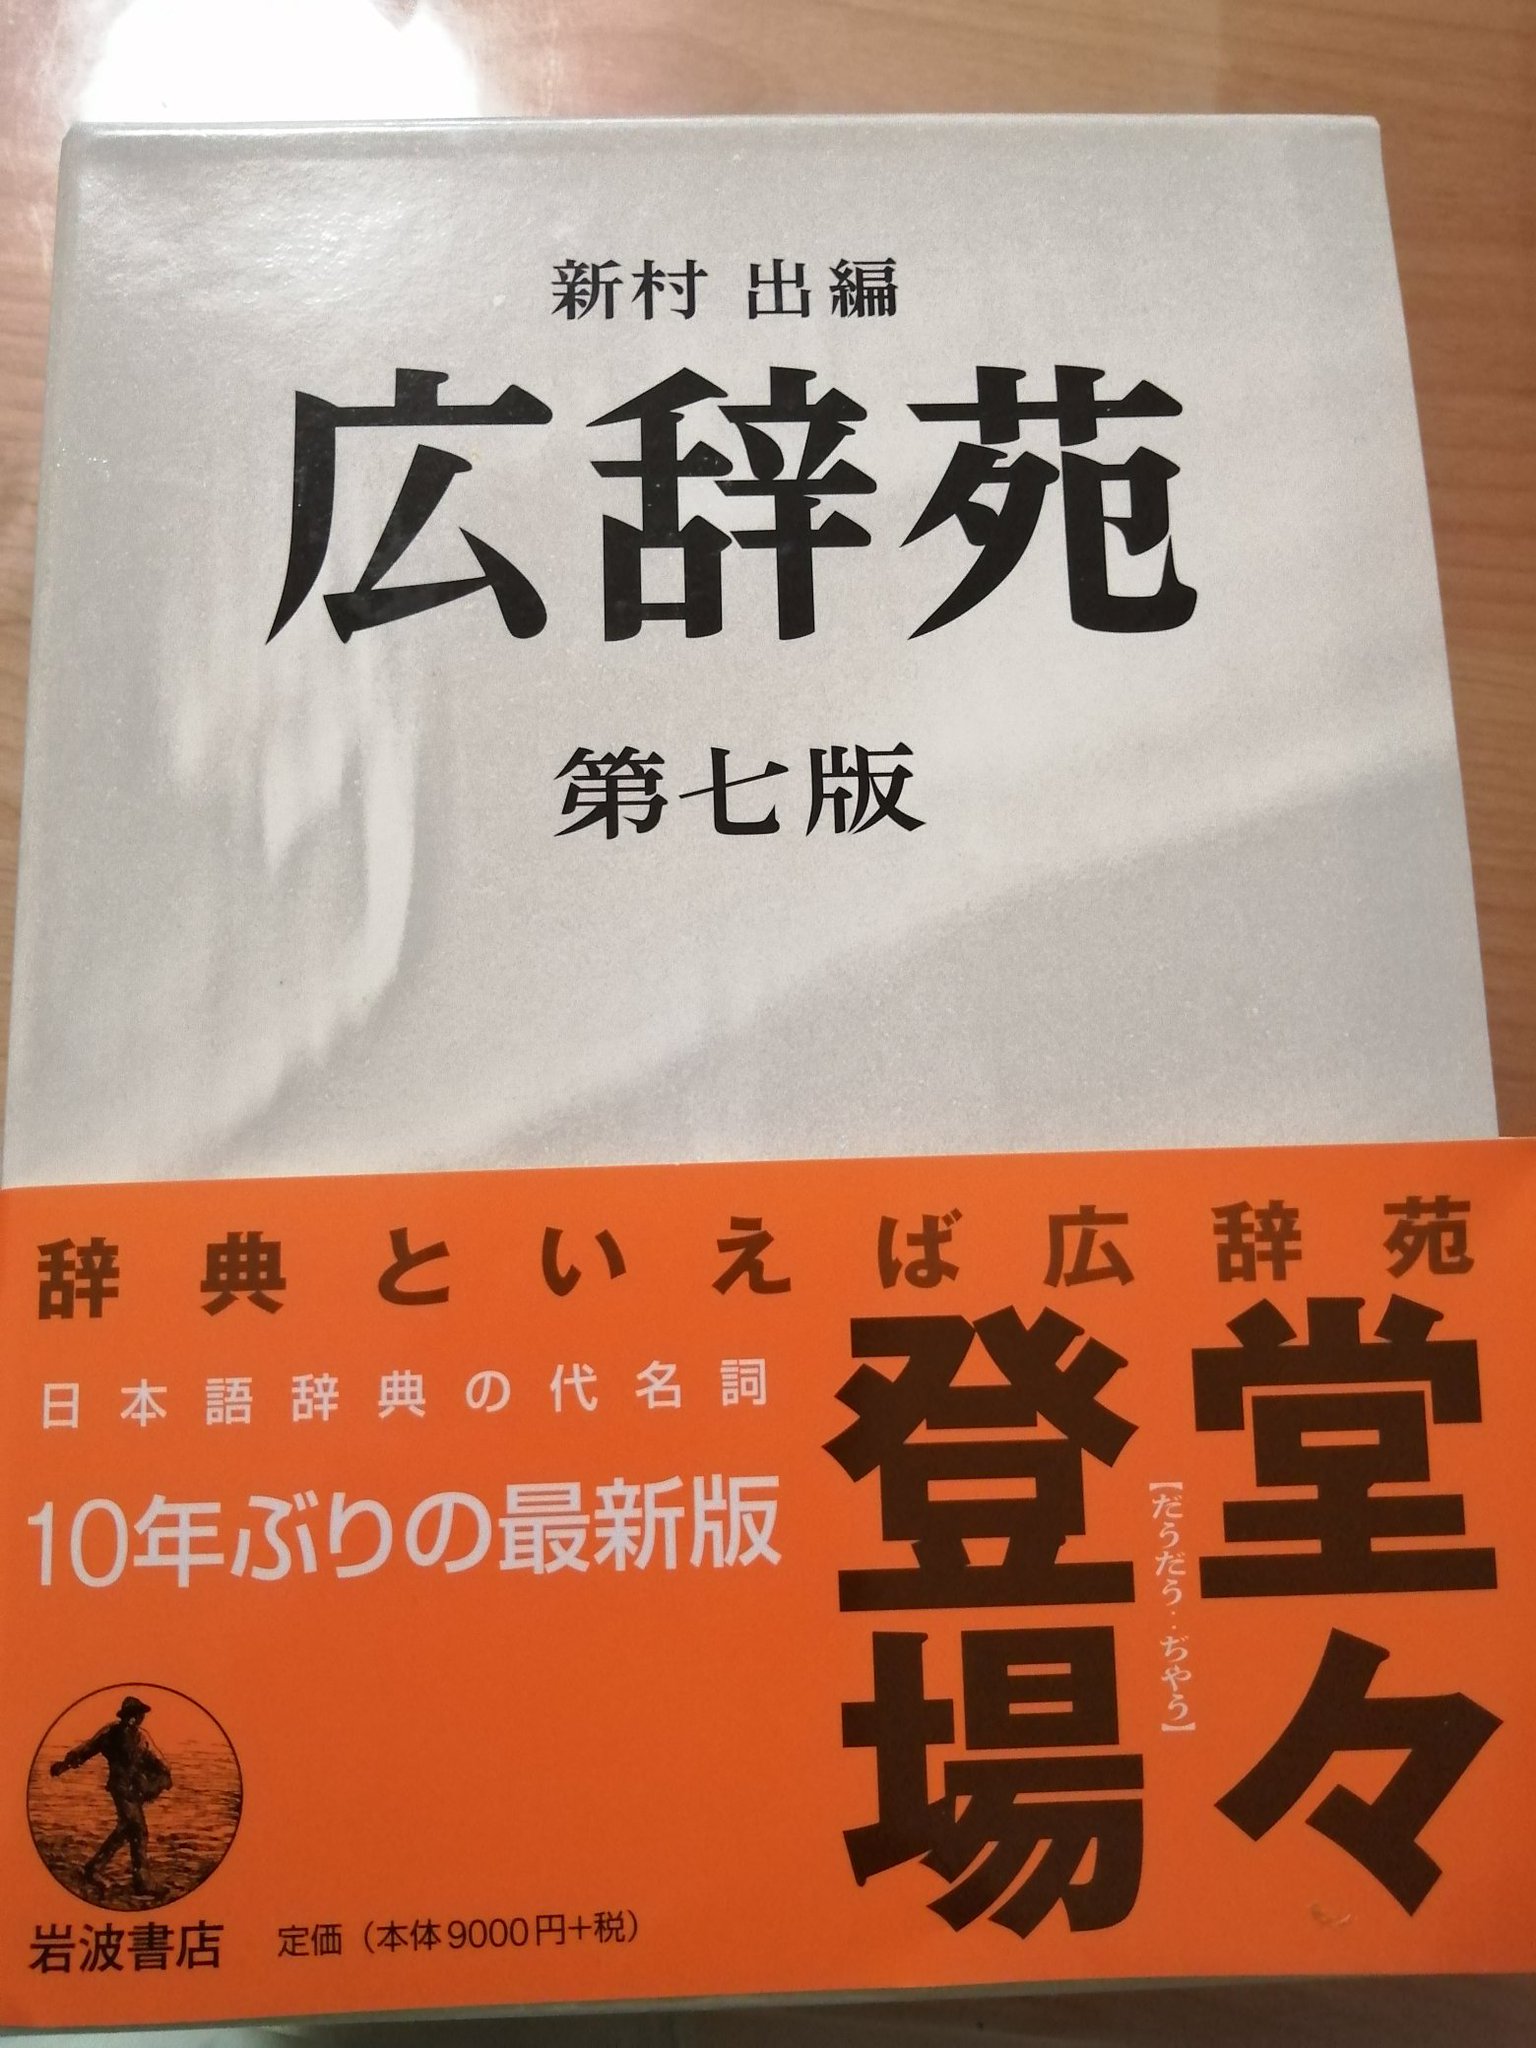 新村 出編
広辞苑
第七版
辞典といえば広辞苑
堂々
【だうだう‥ぢやう】
登場
日本語辞典の代名詞
10年ぶりの最新版
岩波書店
定価（本体9000円+税）